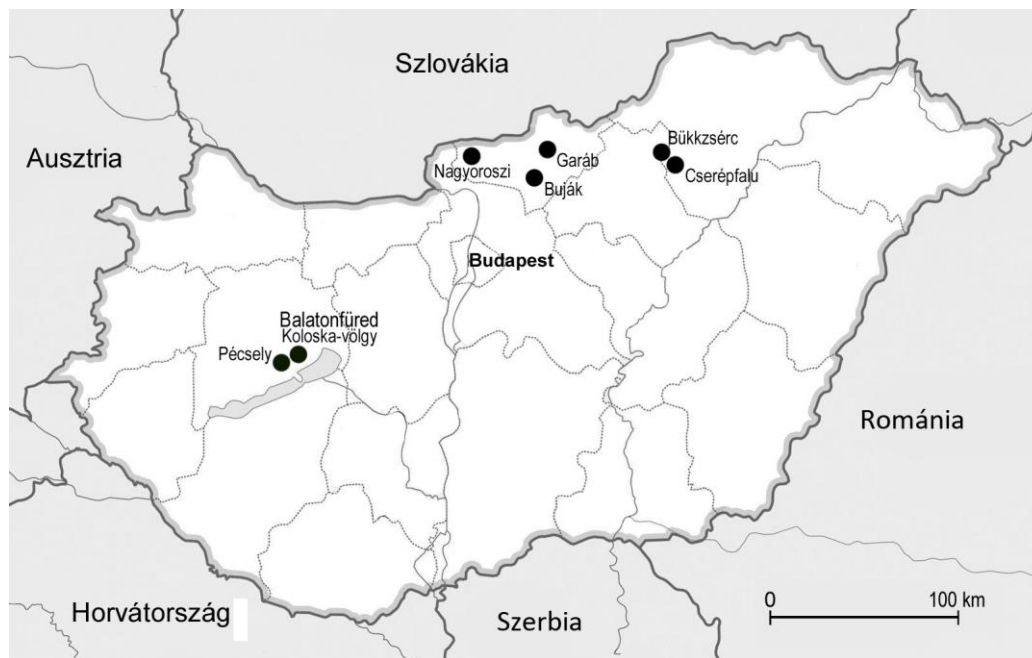 Szlovákia
Ausztria
Bükkzsérc
Garáb
Nagyoroszi
Cserépfalu
Buják
Budapest
Balatonfüred
Koloska-völgy
Pécsely
Románia
0 100 km
Horvátország
Szerbia